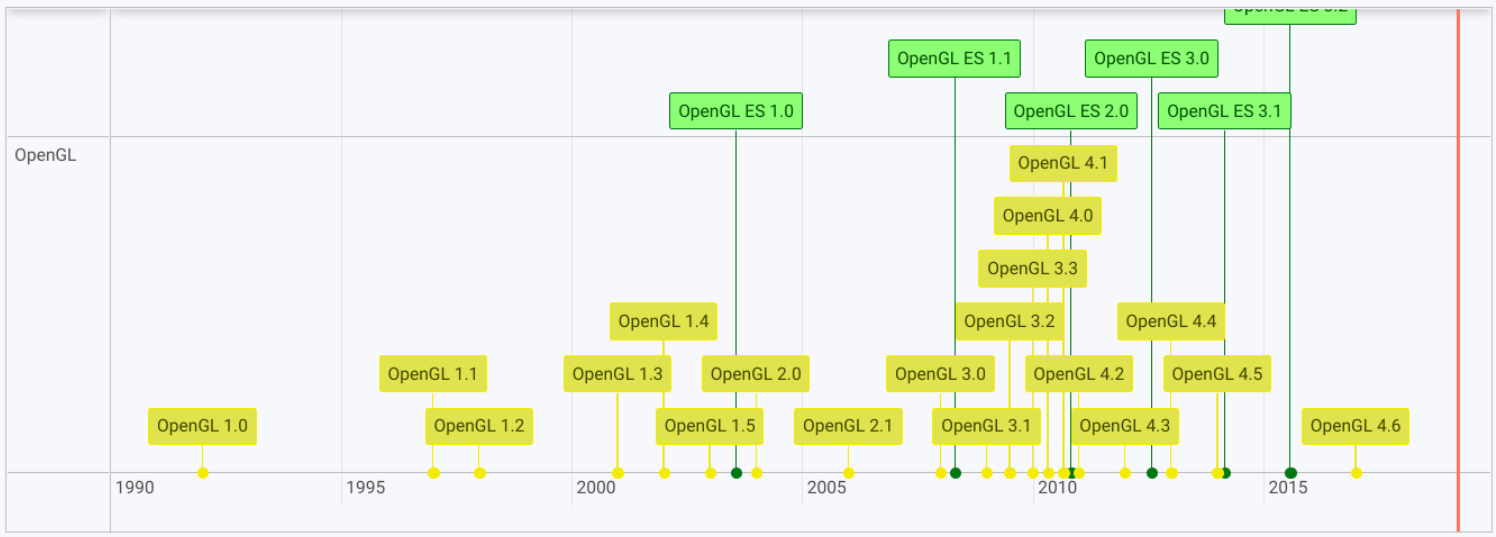 OpenGL ES 3.2
OpenGL ES 1.1
OpenGL ES 3.0
OpenGL ES 1.0
OpenGL ES 2.0
OpenGL ES 3.1
OpenGL
OpenGL 4.1
OpenGL 4.0
OpenGL 3.3
OpenGL 1.4
OpenGL 3.2
OpenGL 4.4
OpenGL 1.1
OpenGL 1.3
OpenGL 2.0
OpenGL 3.0
OpenGL 4.2
OpenGL 4.5
OpenGL 1.0
OpenGL 1.2
OpenGL 1.5
OpenGL 2.1
OpenGL 3.1
OpenGL 4.3
OpenGL 4.6
1990
1995
2000
2005
2010
2015